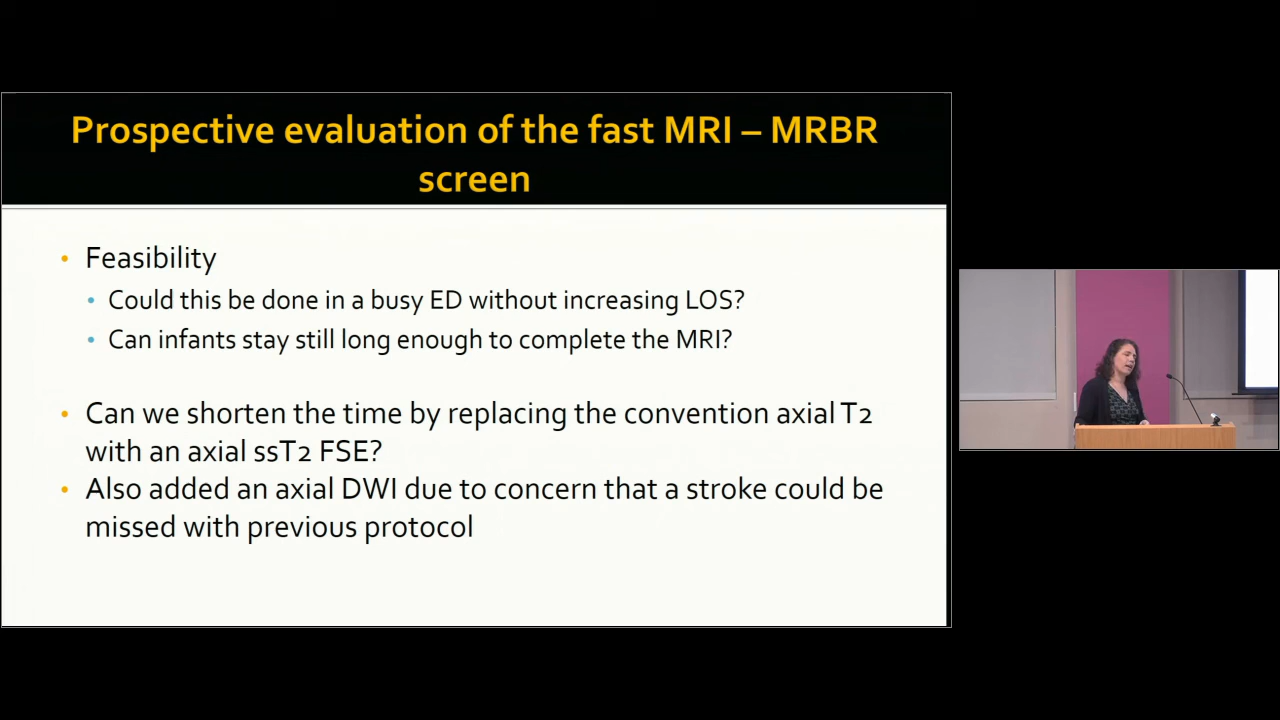 Prospective evaluation of the fast MRI – MRBR
screen
• Feasibility
• Could this be done in a busy ED without increasing LOS?
• Can infants stay still long enough to complete the MRI?
• Can we shorten the time by replacing the convention axial T2
with an axial ssT2 FSE?
• Also added an axial DWI due to concern that a stroke could be
missed with previous protocol